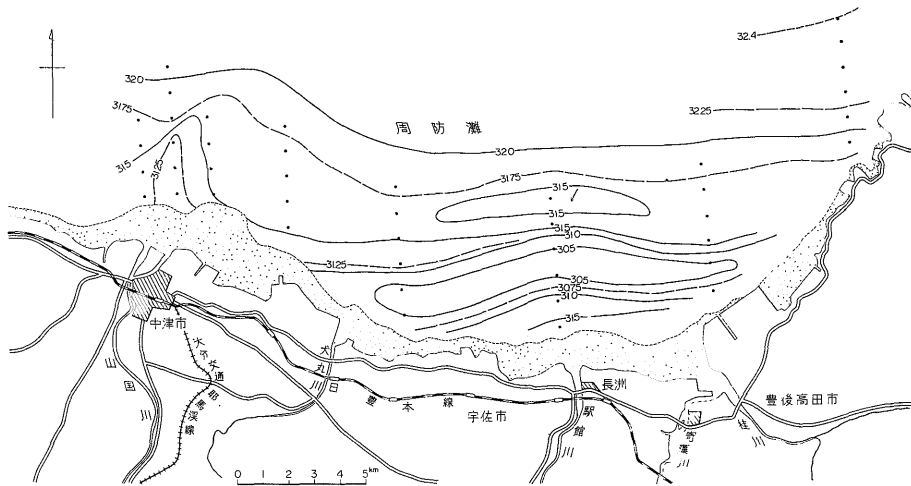 32.4
320
3225
3175
周防灘
315
320
3125
3175
315
315
315
310
305
3125
305
3075
310
315
中津市
犬丸川
日豊本線
大分交通耶馬溪線
山国川
長洲
宇佐市
駅館川
豊後高田市
寄藻川
桂川
0 1 2 3 4 5km